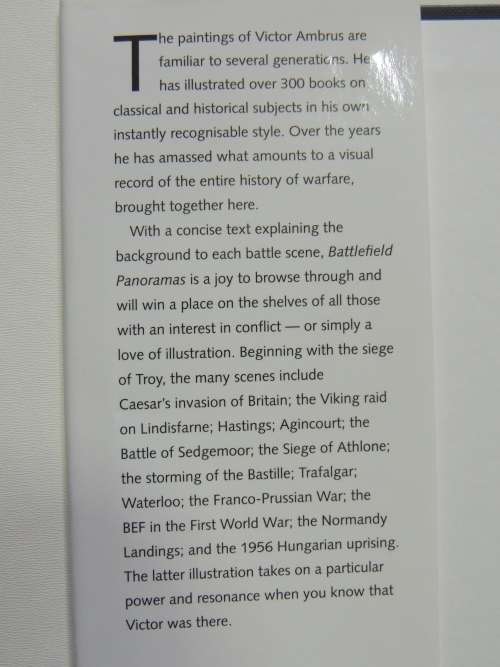 The paintings of Victor Ambrus are
familiar to several generations. He
has illustrated over 300 books on
classical and historical subjects in his own
instantly recognisable style. Over the years
he has amassed what amounts to a visual
record of the entire history of warfare,
brought together here.
With a concise text explaining the
background to each battle scene, Battlefield
Panoramas is a joy to browse through and
will win a place on the shelves of all those
with an interest in conflict — or simply a
love of illustration. Beginning with the siege
of Troy, the many scenes include
Caesar's invasion of Britain; the Viking raid
on Lindisfarne; Hastings; Agincourt; the
Battle of Sedgemoor; the Siege of Athlone;
the storming of the Bastille; Trafalgar;
Waterloo; the Franco-Prussian War; the
BEF in the First World War; the Normandy
Landings; and the 1956 Hungarian uprising.
The latter illustration takes on a particular
power and resonance when you know that
Victor was there.